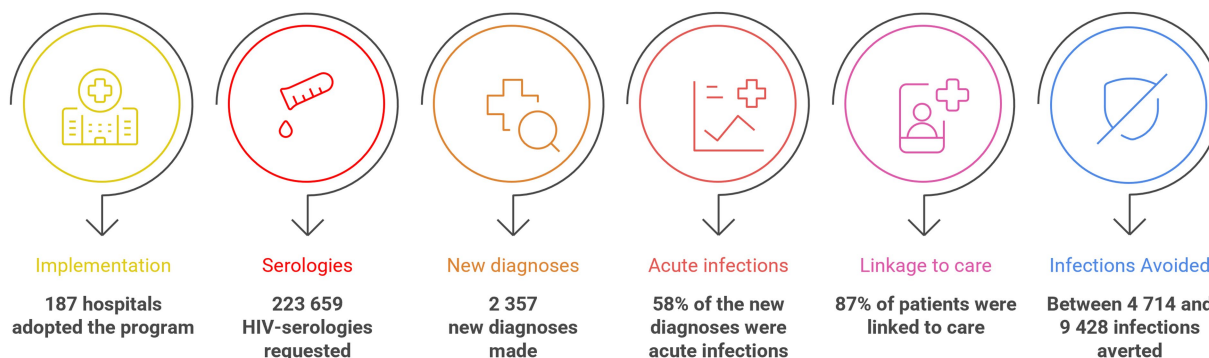 Implementation
187 hospitals
adopted the program
Serologies
223 659
HIV-serologies
requested
New diagnoses
2 357
new diagnoses
made
Acute infections
58% of the new
diagnoses were
acute infections
Linkage to care
87% of patients were
linked to care
Infections Avoided
Between 4 714 and
9 428 infections
averted